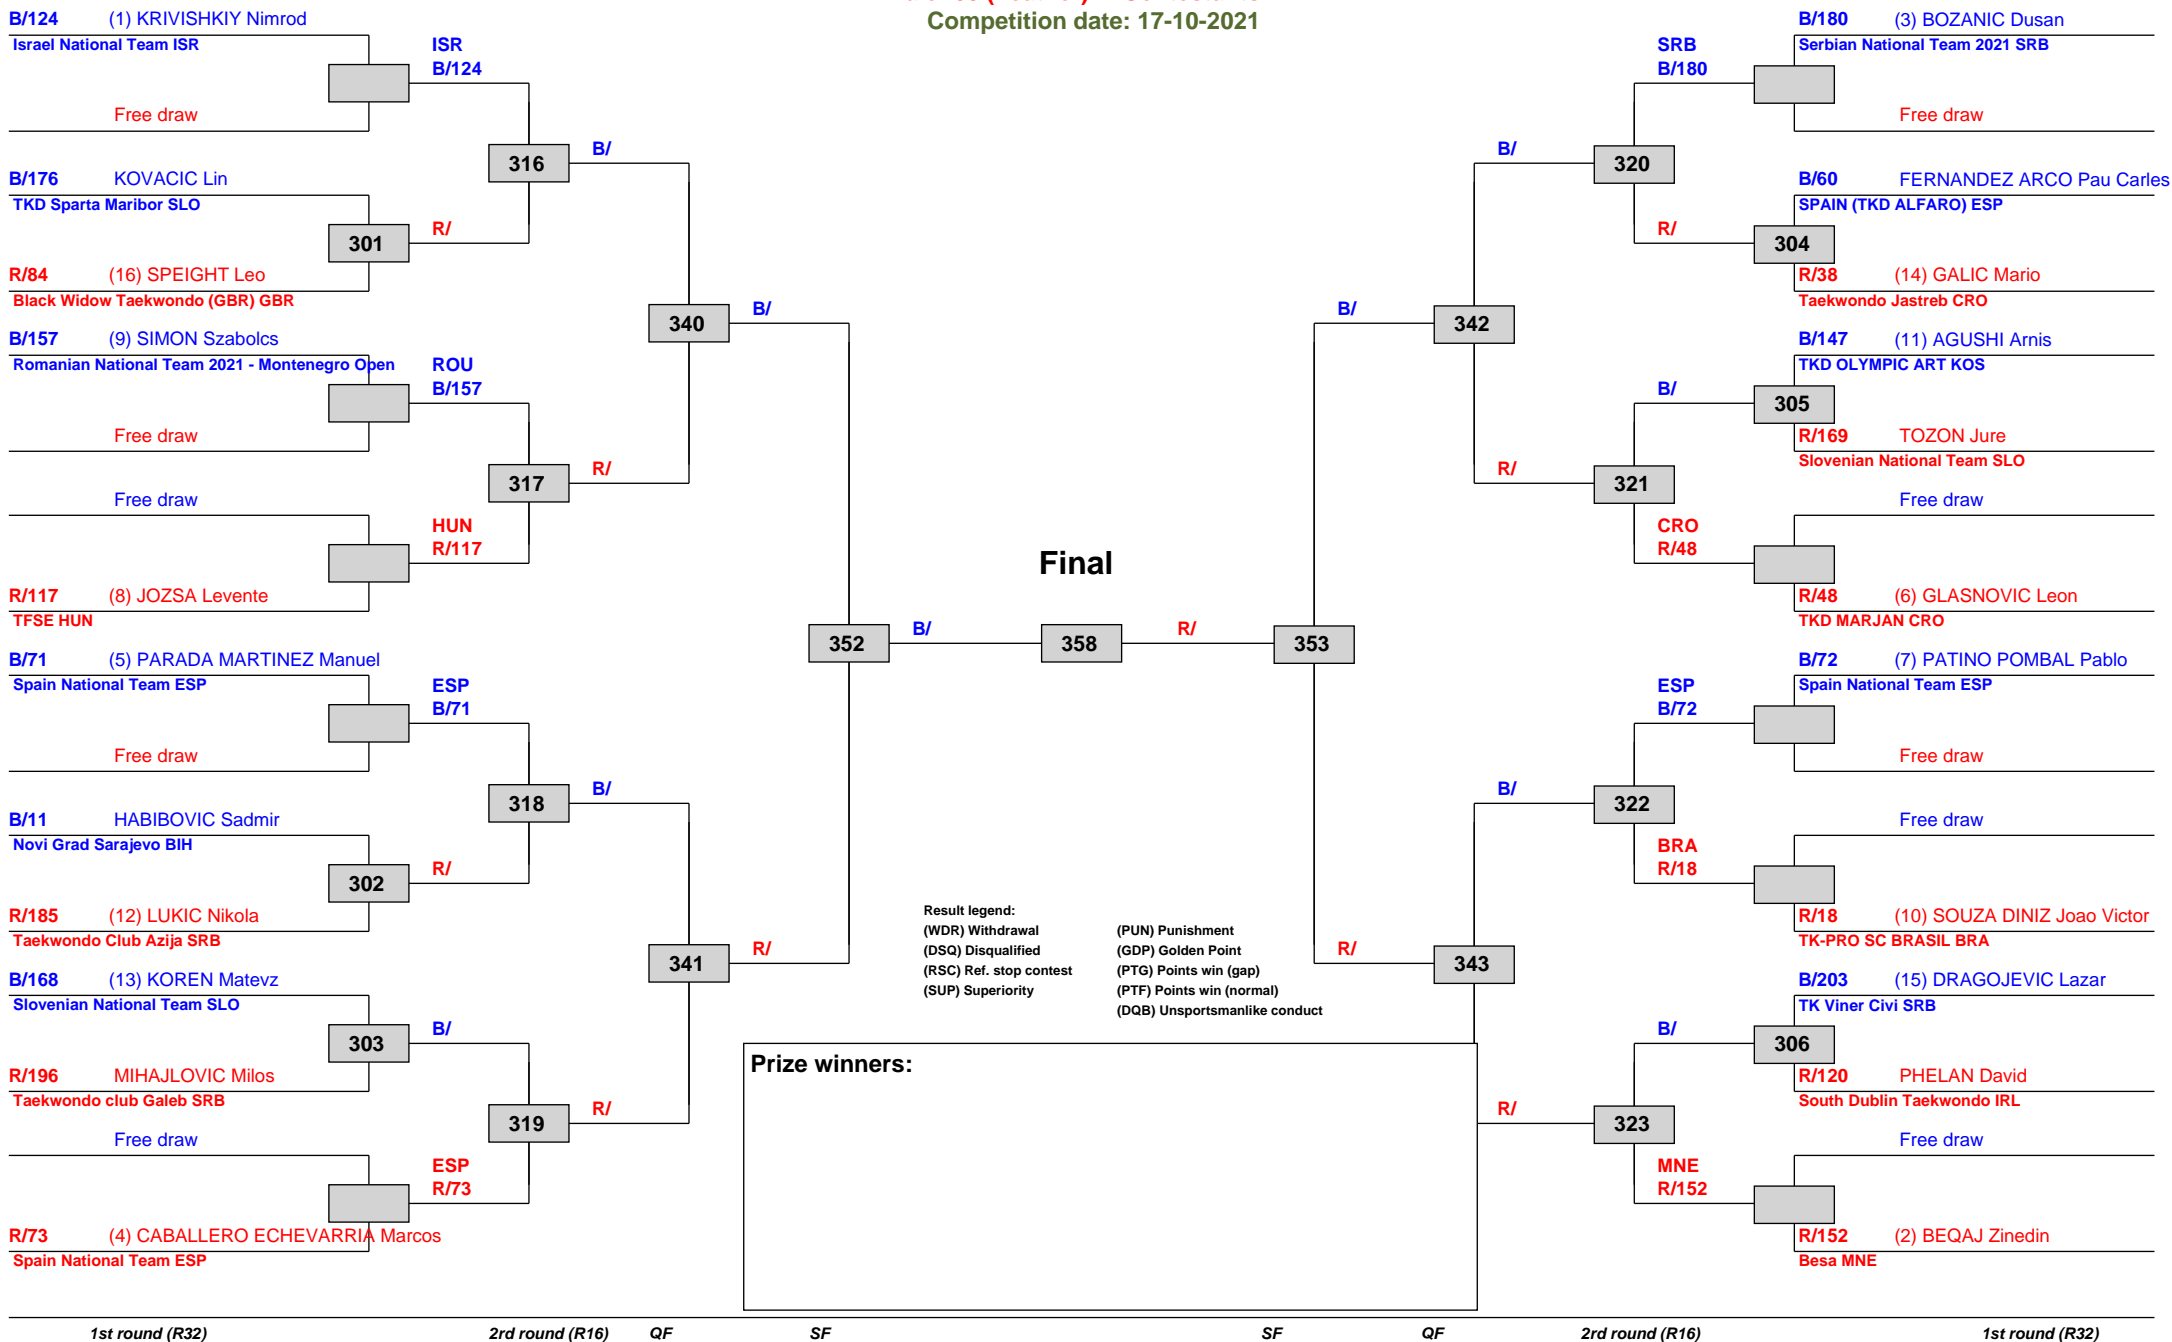 Competition date: 17-10-2021
B/124 (1) KRIVISHKIY Nimrod
Israel National Team ISR
Free draw
ISR
B/124
B/176 KOVACIC Lin
TKD Sparta Maribor SLO
301
R/84 (16) SPEIGHT Leo
Black Widow Taekwondo (GBR) GBR
R/
316
B/
B/157 (9) SIMON Szabolcs
Romanian National Team 2021 - Montenegro Open
Free draw
ROU
B/157
Free draw
R/117 (8) JOZSA Levente
TFSE HUN
HUN
R/117
317
R/
340
B/
B/71 (5) PARADA MARTINEZ Manuel
Spain National Team ESP
Free draw
ESP
B/71
B/11 HABIBOVIC Sadmir
Novi Grad Sarajevo BIH
302
R/185 (12) LUKIC Nikola
Taekwondo Club Azija SRB
R/
318
B/
B/168 (13) KOREN Matevz
Slovenian National Team SLO
303
R/196 MIHAJLOVIC Milos
Taekwondo club Galeb SRB
B/
Free draw
R/73 (4) CABALLERO ECHEVARRIA Marcos
Spain National Team ESP
ESP
R/73
319
R/
341
R/
352
B/
Final
358
R/
353
B/180 (3) BOZANIC Dusan
Serbian National Team 2021 SRB
Free draw
SRB
B/180
B/60 FERNANDEZ ARCO Pau Carles
SPAIN (TKD ALFARO) ESP
304
R/38 (14) GALIC Mario
Taekwondo Jastreb CRO
R/
320
B/
B/147 (11) AGUSHI Arnis
TKD OLYMPIC ART KOS
305
R/169 TOZON Jure
Slovenian National Team SLO
B/
Free draw
R/48 (6) GLASNOVIC Leon
TKD MARJAN CRO
CRO
R/48
321
R/
342
B/
B/72 (7) PATINO POMBAL Pablo
Spain National Team ESP
Free draw
ESP
B/72
Free draw
R/18 (10) SOUZA DINIZ Joao Victor
TK-PRO SC BRASIL BRA
BRA
R/18
322
B/
B/203 (15) DRAGOJEVIC Lazar
TK Viner Civi SRB
306
R/120 PHELAN David
South Dublin Taekwondo IRL
B/
Free draw
R/152 (2) BEQAJ Zinedin
Besa MNE
MNE
R/152
323
R/
343
R/
Result legend:
(WDR) Withdrawal (PUN) Punishment
(DSQ) Disqualified (GDP) Golden Point
(RSC) Ref. stop contest (PTG) Points win (gap)
(SUP) Superiority (PTF) Points win (normal)
(DQB) Unsportsmanlike conduct
Prize winners:
1st round (R32) 2rd round (R16) QF SF SF QF 2rd round (R16) 1st round (R32)